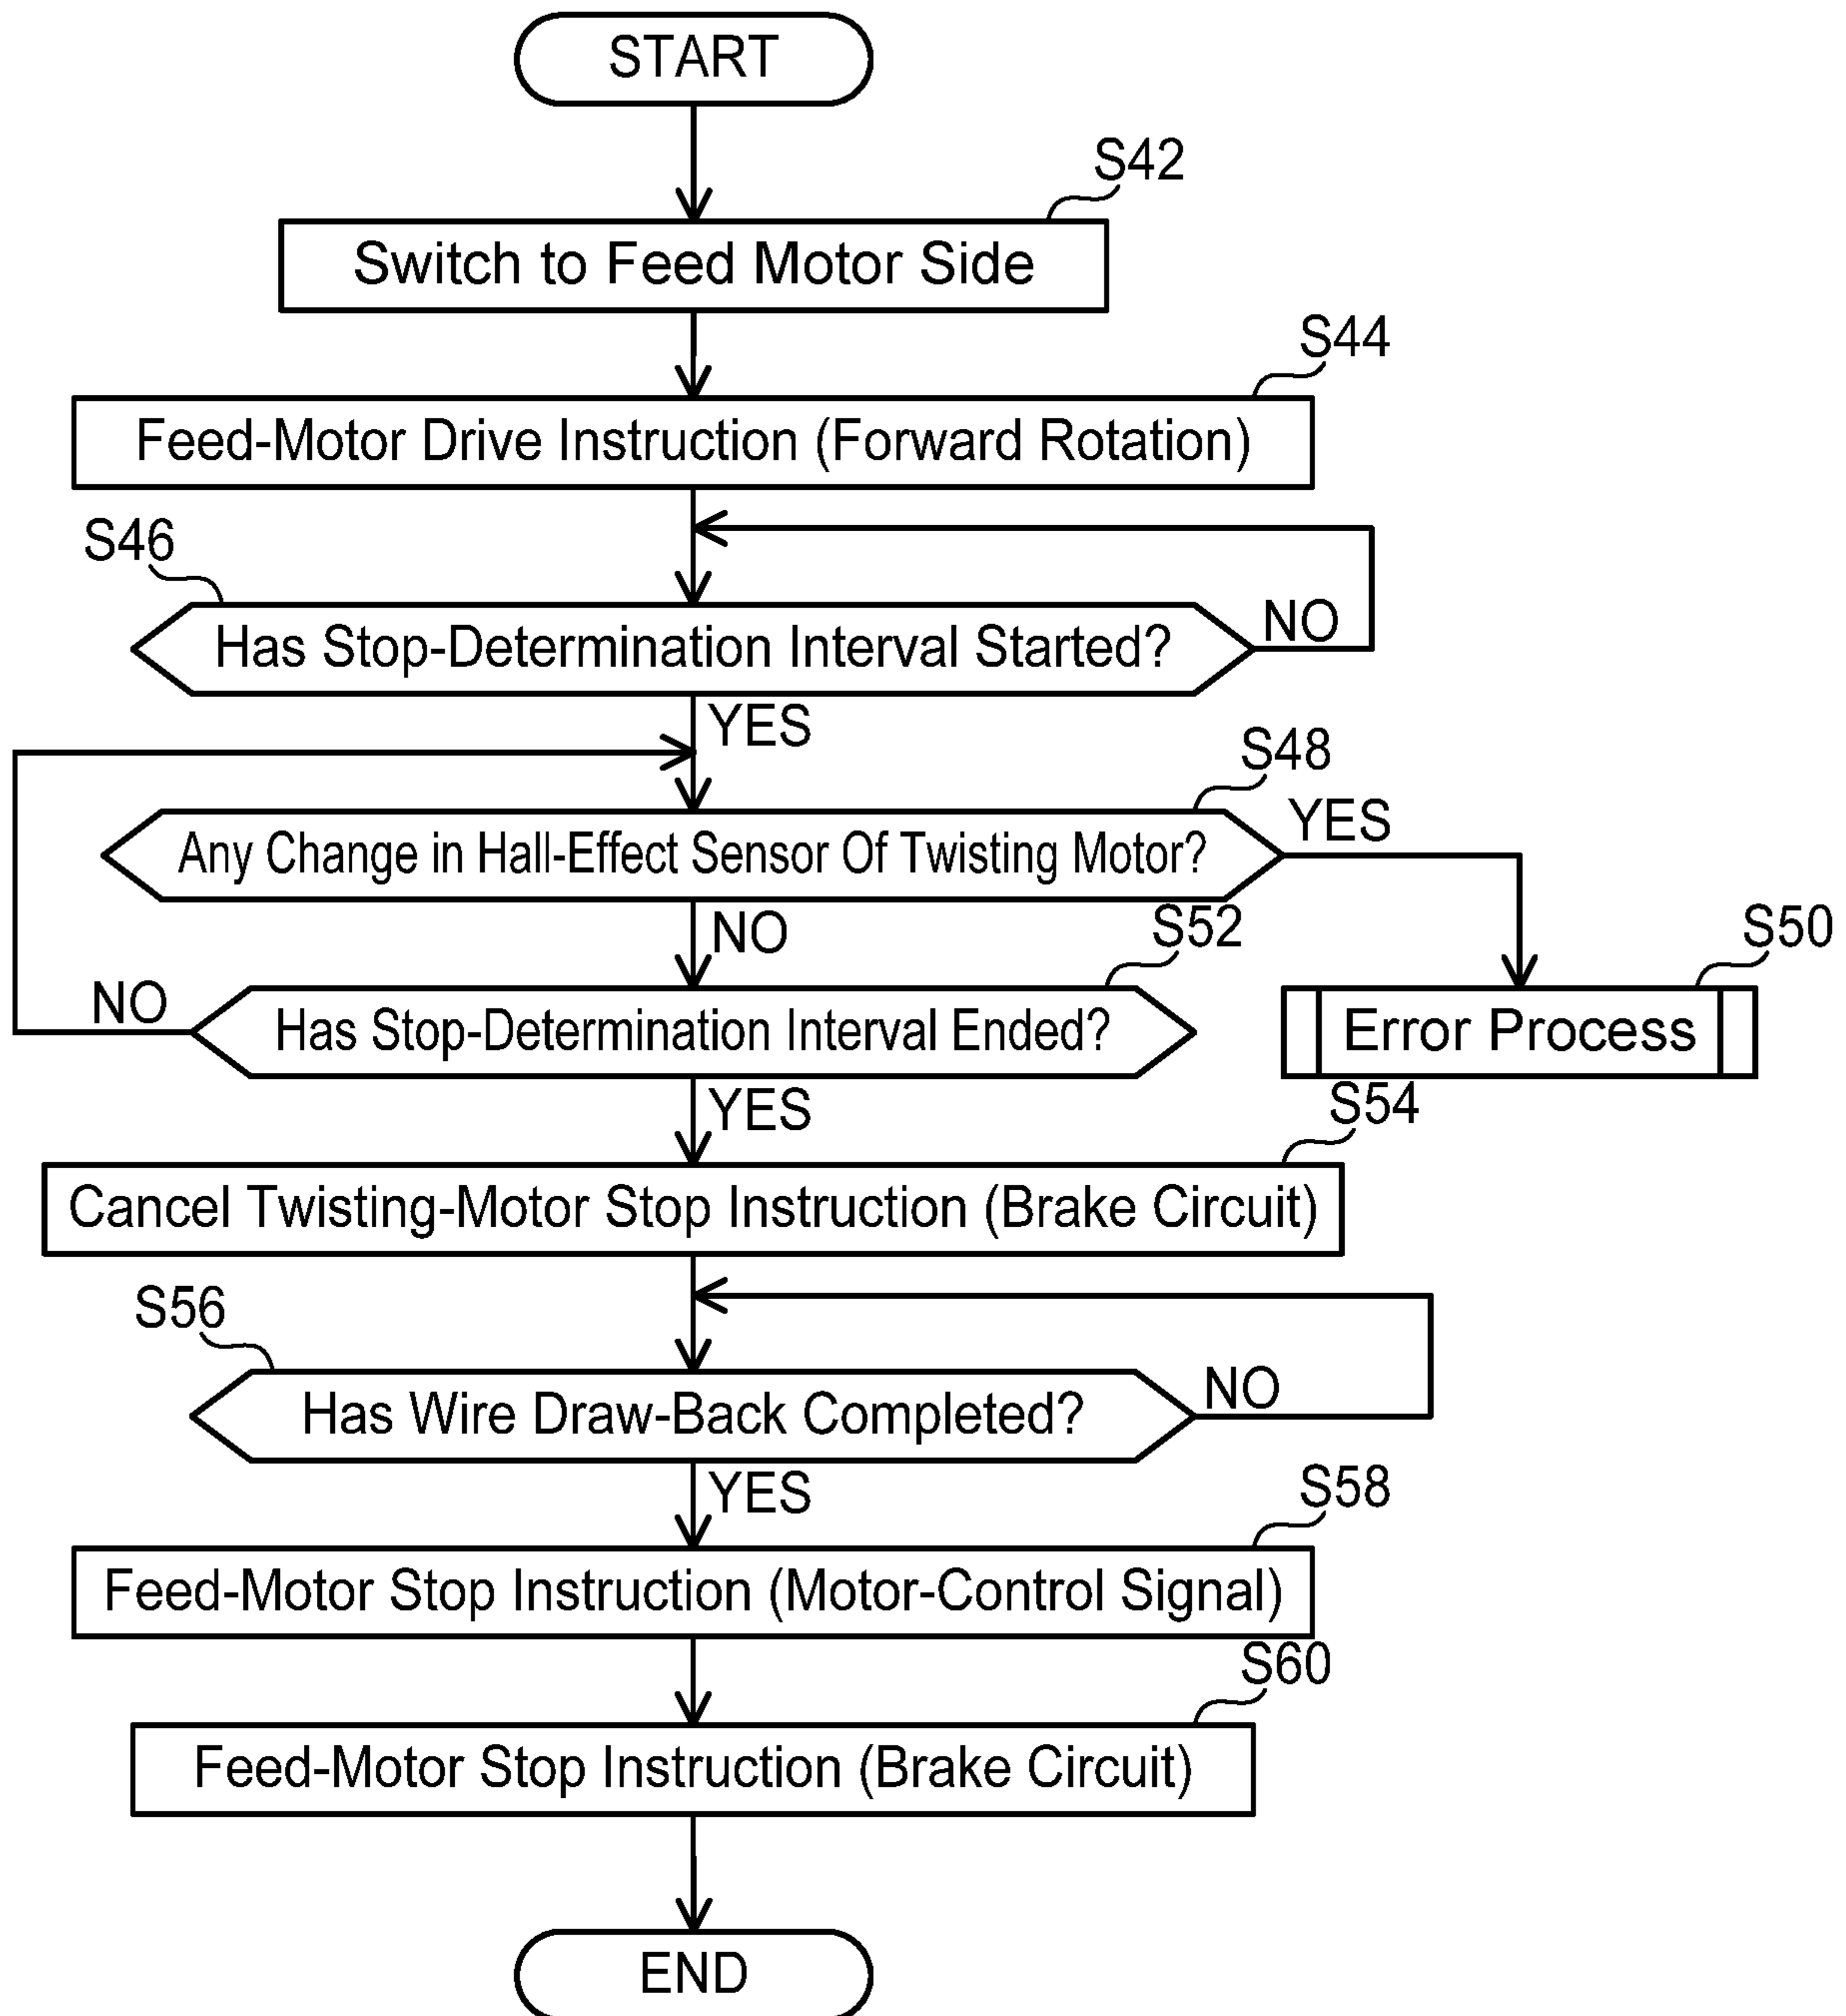 START
S42
Switch to Feed Motor Side
S44
Feed-Motor Drive Instruction (Forward Rotation)
S46
Has Stop-Determination Interval Started?
NO
YES
S48
Any Change in Hall-Effect Sensor Of Twisting Motor?
YES
NO
S52
S50
NO
Has Stop-Determination Interval Ended?
Error Process
YES
S54
Cancel Twisting-Motor Stop Instruction (Brake Circuit)
S56
Has Wire Draw-Back Completed?
NO
YES
S58
Feed-Motor Stop Instruction (Motor-Control Signal)
S60
Feed-Motor Stop Instruction (Brake Circuit)
END